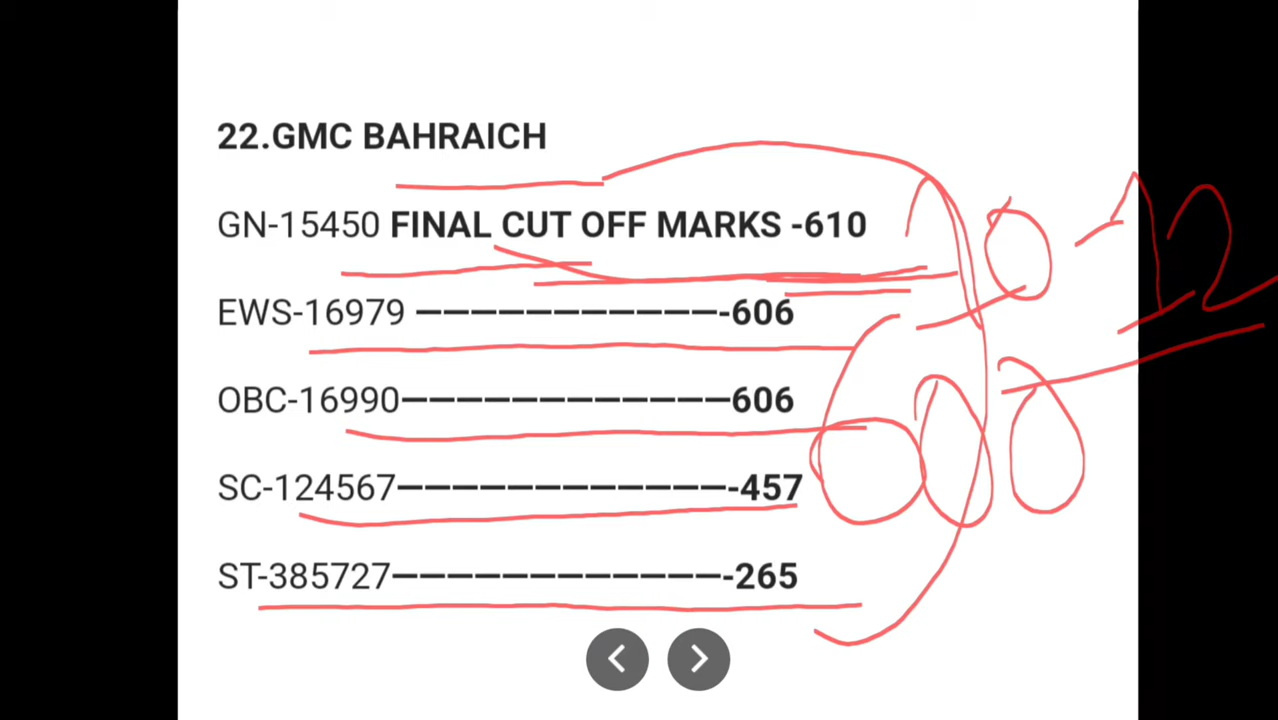 22.GMC BAHRAICH
GN-15450 FINAL CUT OFF MARKS -610
EWS-16979 ————————————-606
OBC-16990————————————606
SC-124567————————————-457
ST-385727————————————-265
600